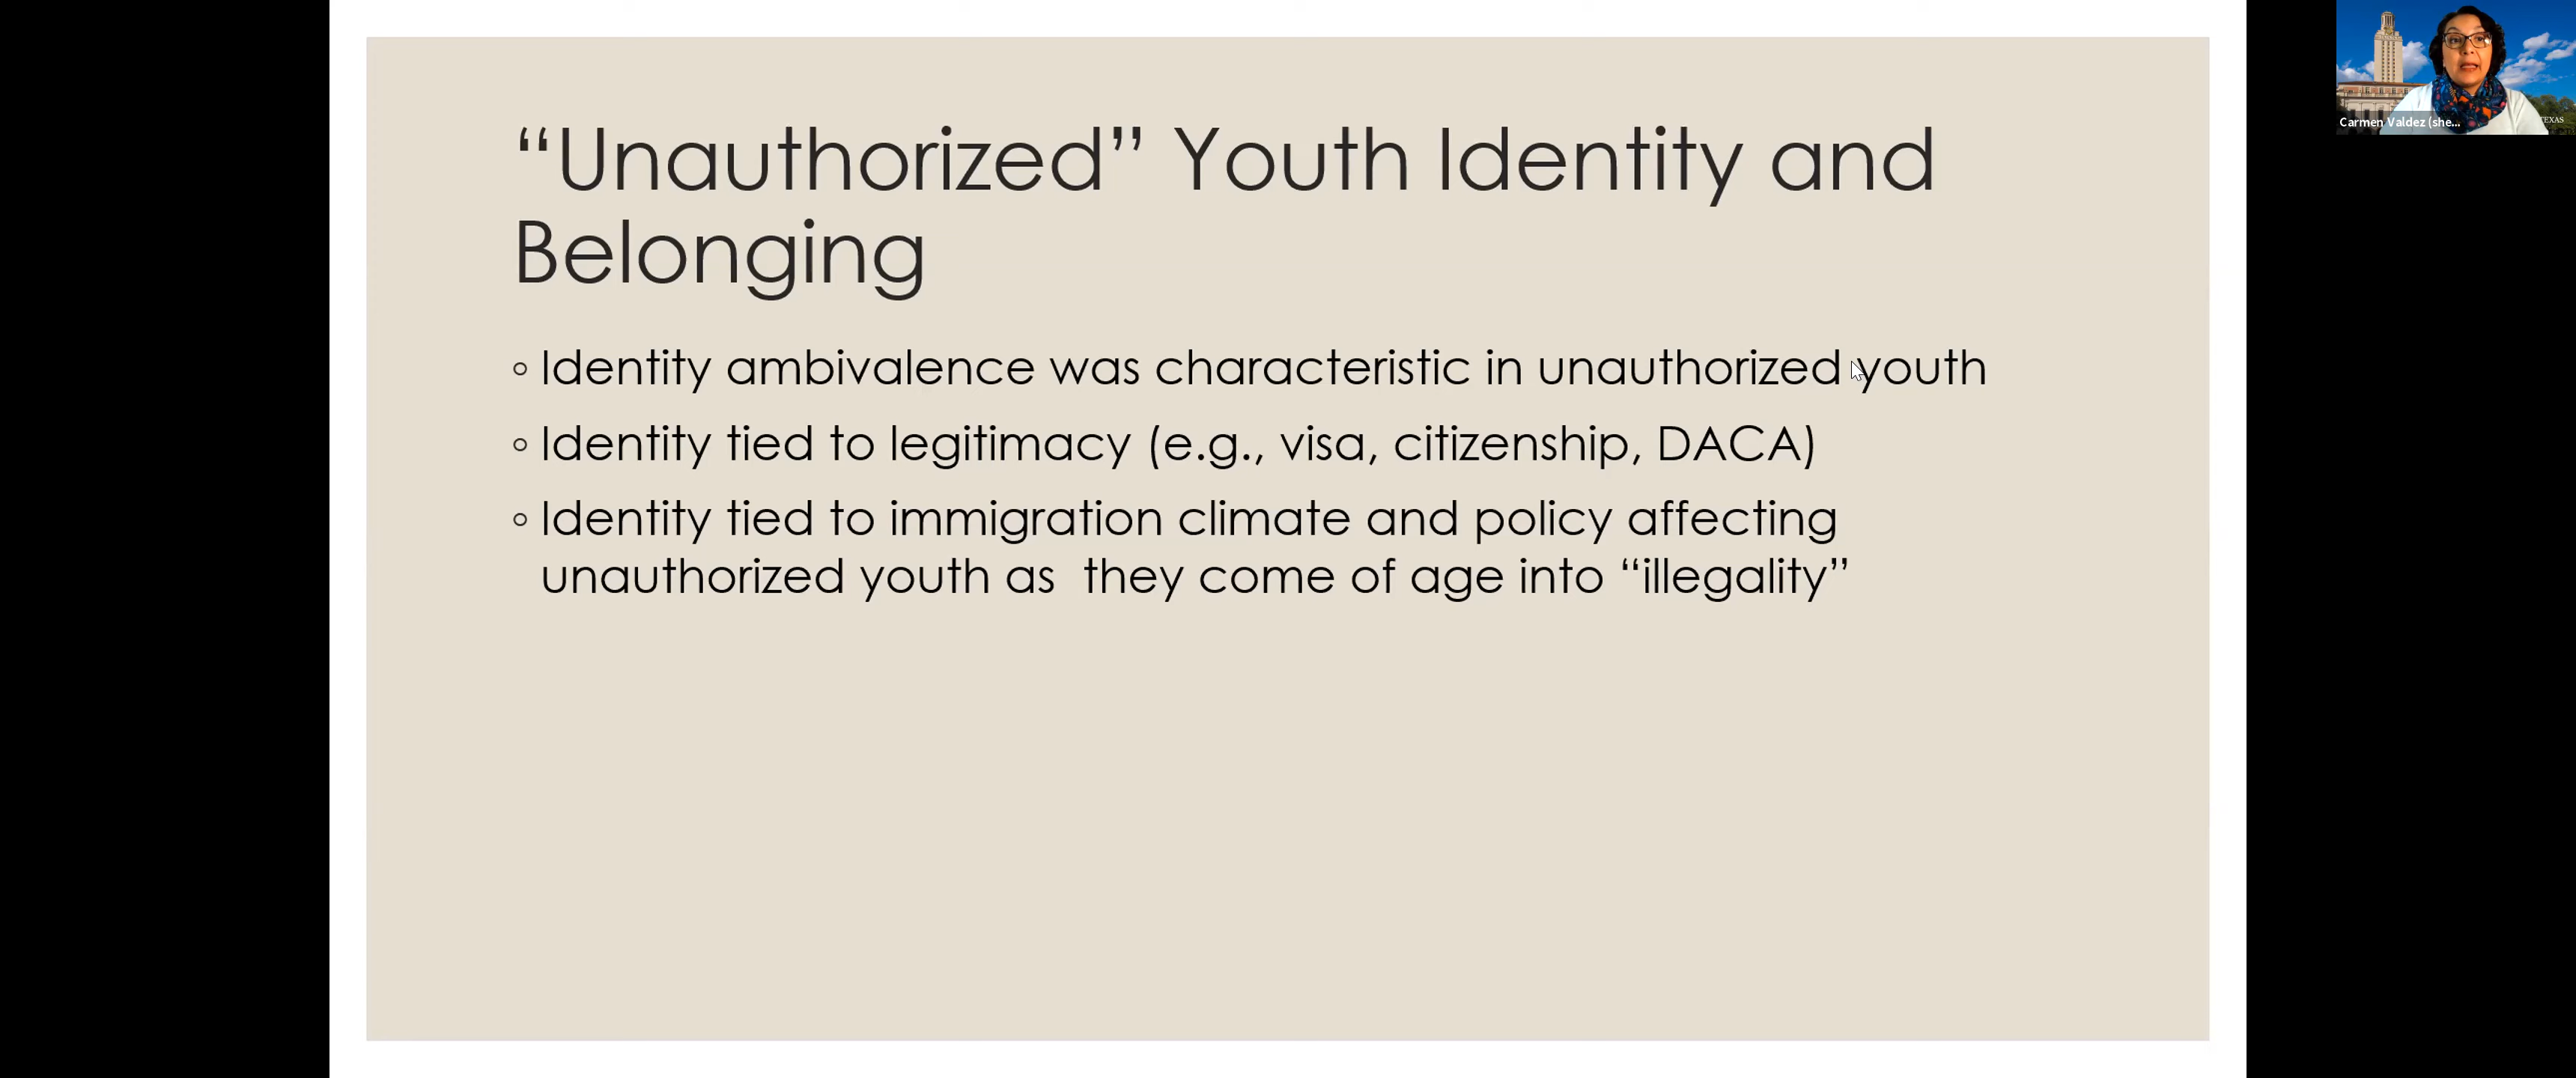 “Unauthorized” Youth Identity and
Belonging
◦ Identity ambivalence was characteristic in unauthorized youth
◦ Identity tied to legitimacy (e.g., visa, citizenship, DACA)
◦ Identity tied to immigration climate and policy affecting
unauthorized youth as  they come of age into “illegality”
Carmen Valdez (she...
TEXAS